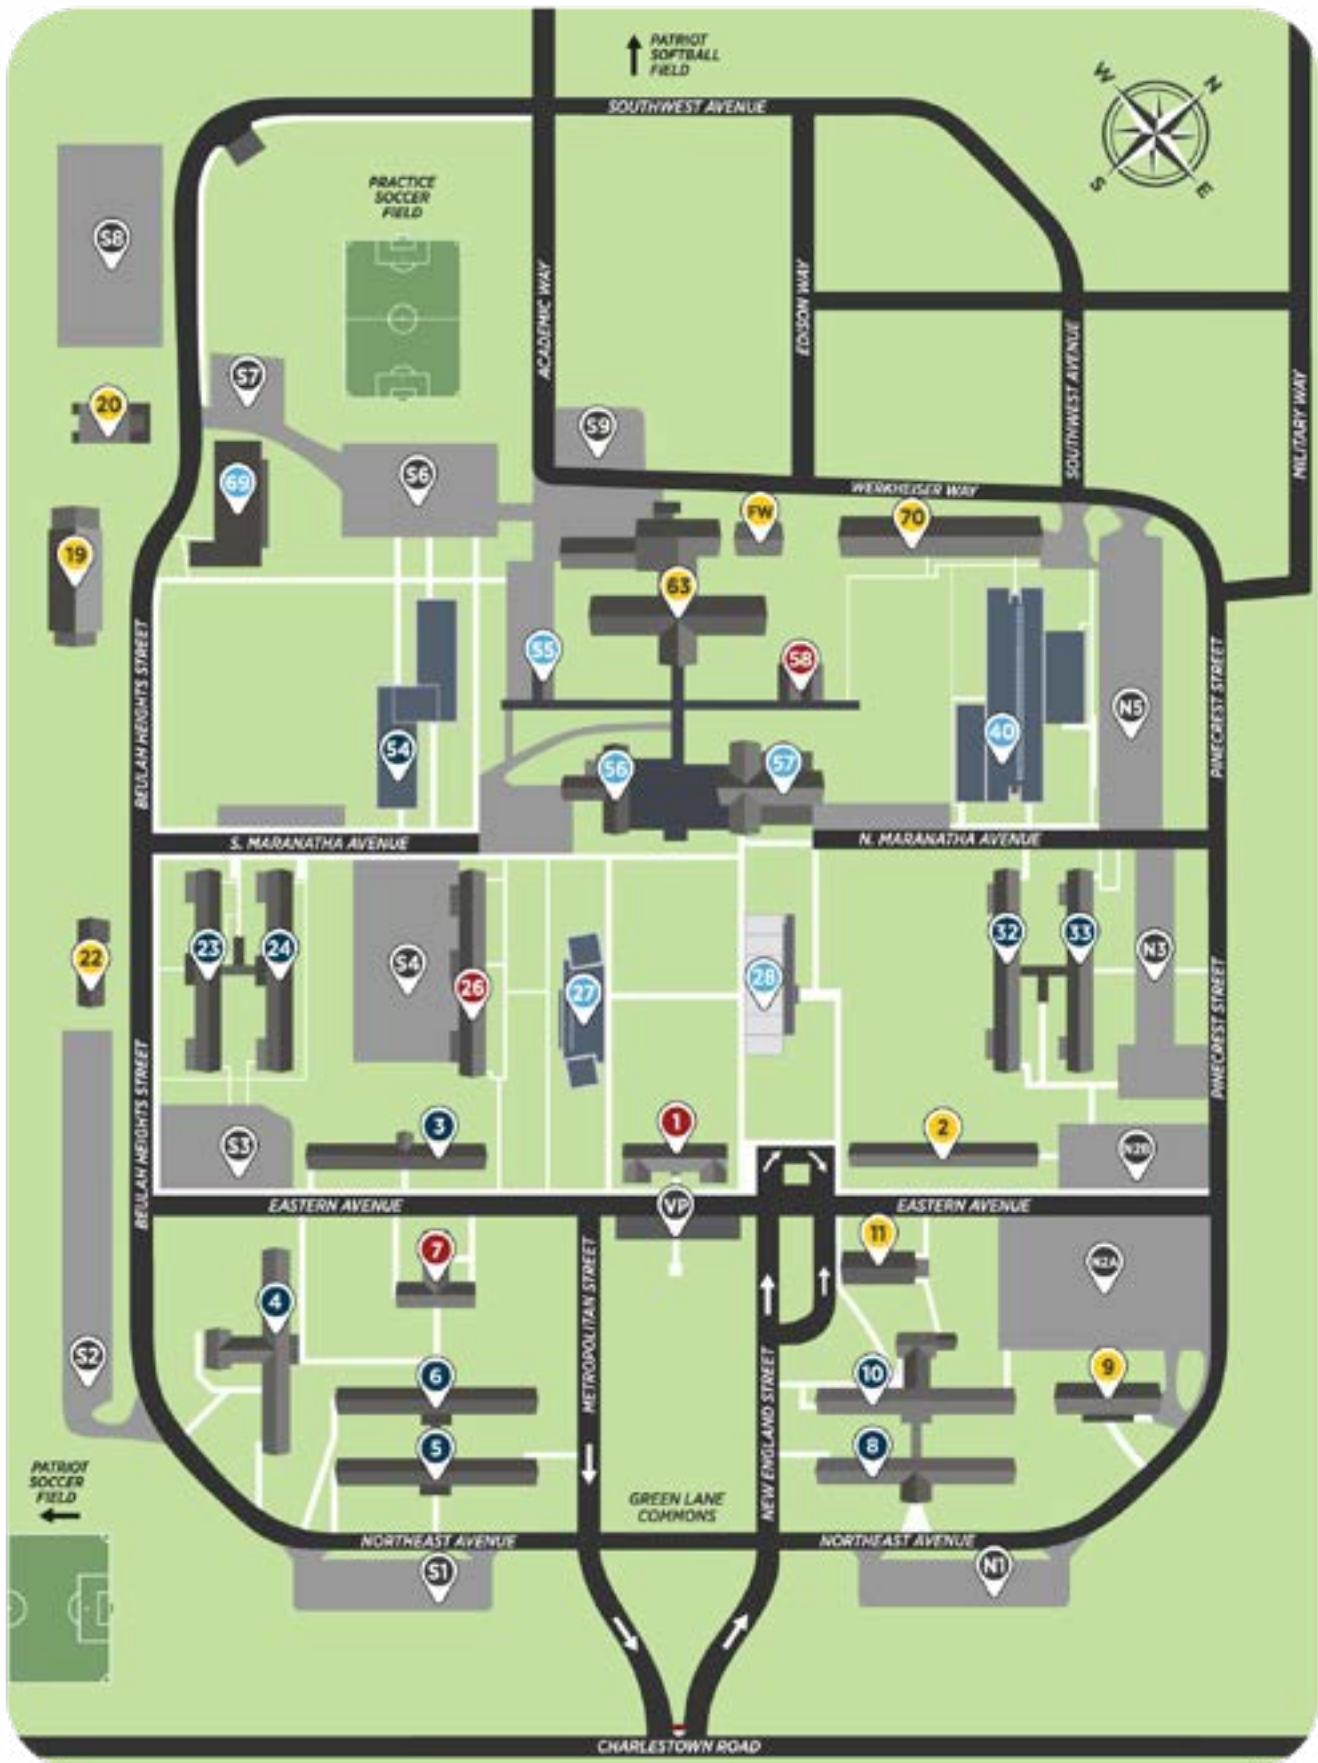 PATRIOT
SOFTBALL
FIELD
W
N
SOUTHWEST AVENUE
S
E
PRACTICE
SOCCER
FIELD
S8
ACADEMIC WAY
EDISON WAY
SOUTHWEST AVENUE
MILITARY WAY
S7
20
S9
S6
69
WERKHEISER WAY
FW
70
19
63
BEULAH HEIGHTS STREET
55
58
PINECREST STREET
N5
54
40
56
57
S. MARANATHA AVENUE
N. MARANATHA AVENUE
23
24
32
33
22
S4
N3
26
27
28
PINECREST STREET
BEULAH HEIGHTS STREET
3
1
2
S3
N2B
EASTERN AVENUE
VP
EASTERN AVENUE
7
11
METROPOLITAN STREET
N2A
4
S2
6
10
9
NEW ENGLAND STREET
5
8
PATRIOT
SOCCER
FIELD
GREEN LANE
COMMONS
NORTHEAST AVENUE
NORTHEAST AVENUE
S1
N1
CHARLESTOWN ROAD